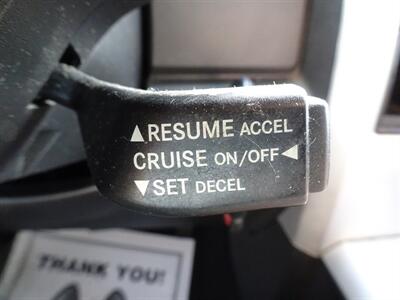 ▲RESUME ACCEL
CRUISE ON/OFF◀
▼SET DECEL
THANK YOU!